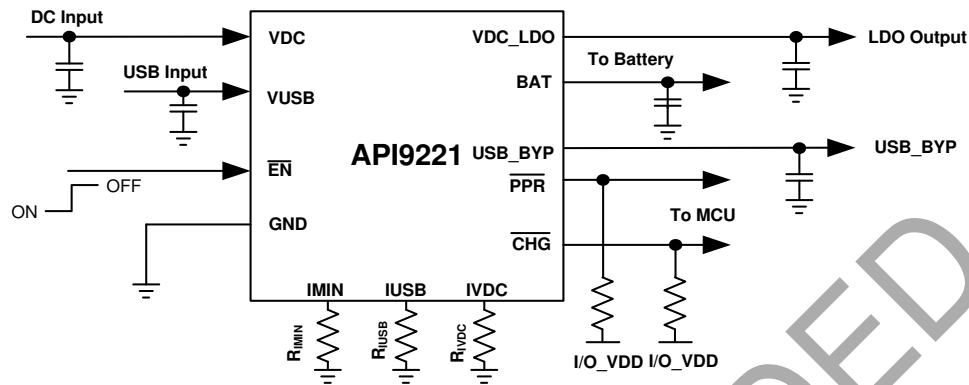 DC Input
VDC
VDC_LDO
LDO Output
To Battery
BAT
USB Input
VUSB
API9221
USB_BYP
USB_BYP
EN
PPR
OFF
ON
GND
To MCU
CHG
IMIN IUSB IVDC
RIMIN
RIUSB
RIVDC
I/O_VDD
I/O_VDD
DED